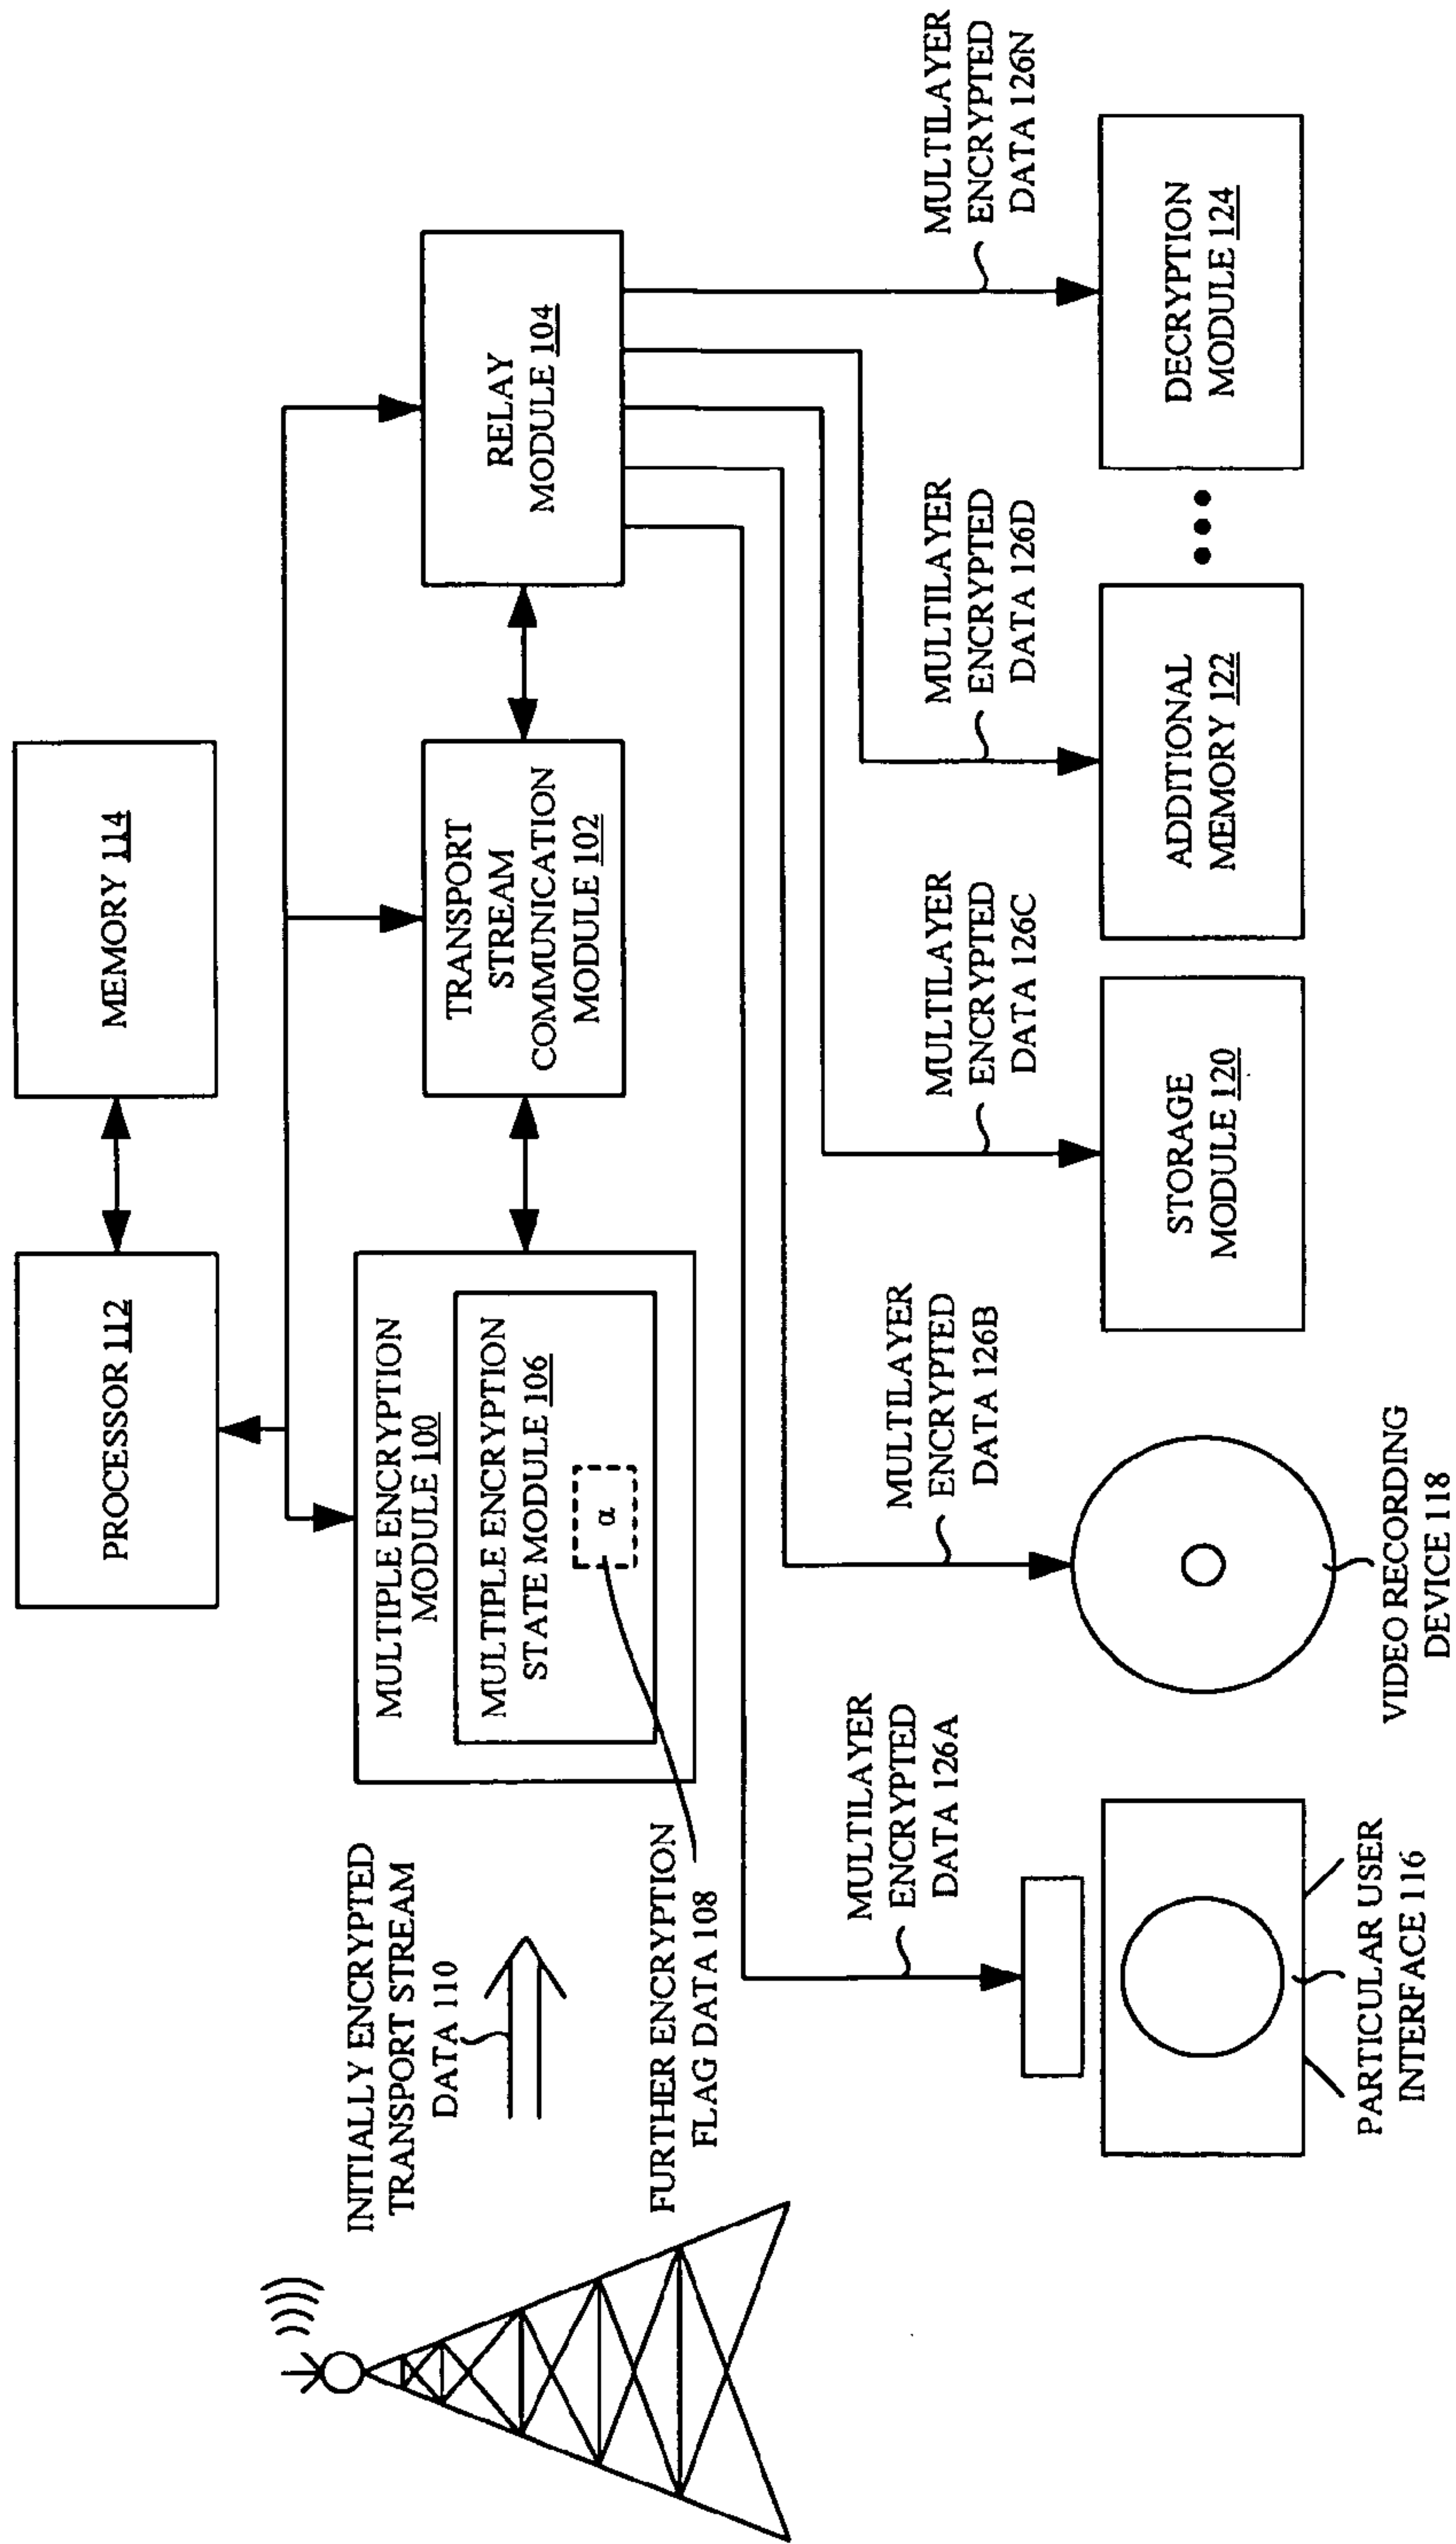 PROCESSOR 112
MEMORY 114
INITIALLY ENCRYPTED
TRANSPORT STREAM
DATA 110
MULTIPLE ENCRYPTION
MODULE 100
MULTIPLE ENCRYPTION
STATE MODULE 106
α
TRANSPORT
STREAM
COMMUNICATION
MODULE 102
RELAY
MODULE 104
FURTHER ENCRYPTION
FLAG DATA 108
MULTILAYER
ENCRYPTED
DATA 126A
MULTILAYER
ENCRYPTED
DATA 126B
MULTILAYER
ENCRYPTED
DATA 126C
MULTILAYER
ENCRYPTED
DATA 126D
MULTILAYER
ENCRYPTED
DATA 126N
PARTICULAR USER
INTERFACE 116
VIDEO RECORDING
DEVICE 118
STORAGE
MODULE 120
ADDITIONAL
MEMORY 122
DECRYPTION
MODULE 124